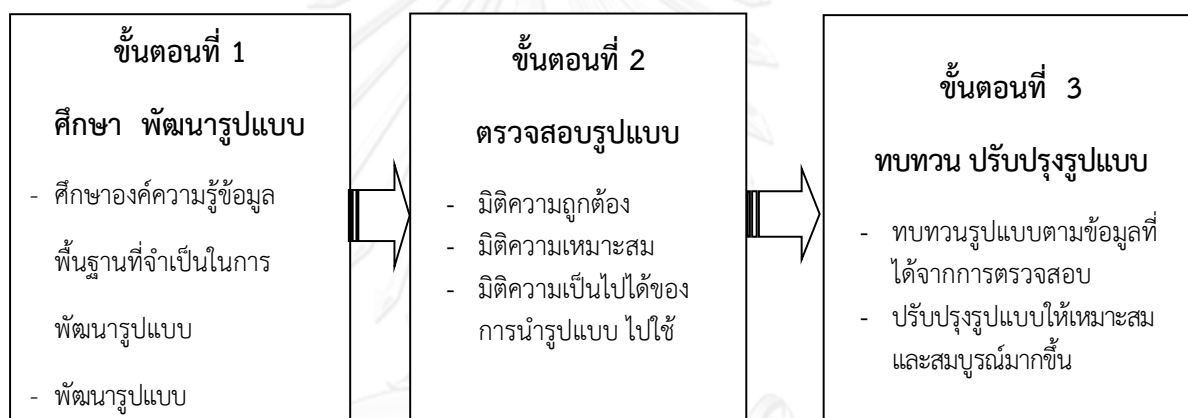 ขั้นตอนที่ 1
ศึกษา พัฒนารูปแบบ
- ศึกษาองค์ความรู้ข้อมูล
พื้นฐานที่จำเป็นในการ
พัฒนารูปแบบ
- พัฒนารูปแบบ
ขั้นตอนที่ 2
ตรวจสอบรูปแบบ
- มิติความถูกต้อง
- มิติความเหมาะสม
- มิติความเป็นไปได้ของ
การนำรูปแบบ ไปใช้
ขั้นตอนที่ 3
ทบทวน ปรับปรุงรูปแบบ
- ทบทวนรูปแบบตามข้อมูลที่
ได้จากการตรวจสอบ
- ปรับปรุงรูปแบบให้เหมาะสม
และสมบูรณ์มากขึ้น